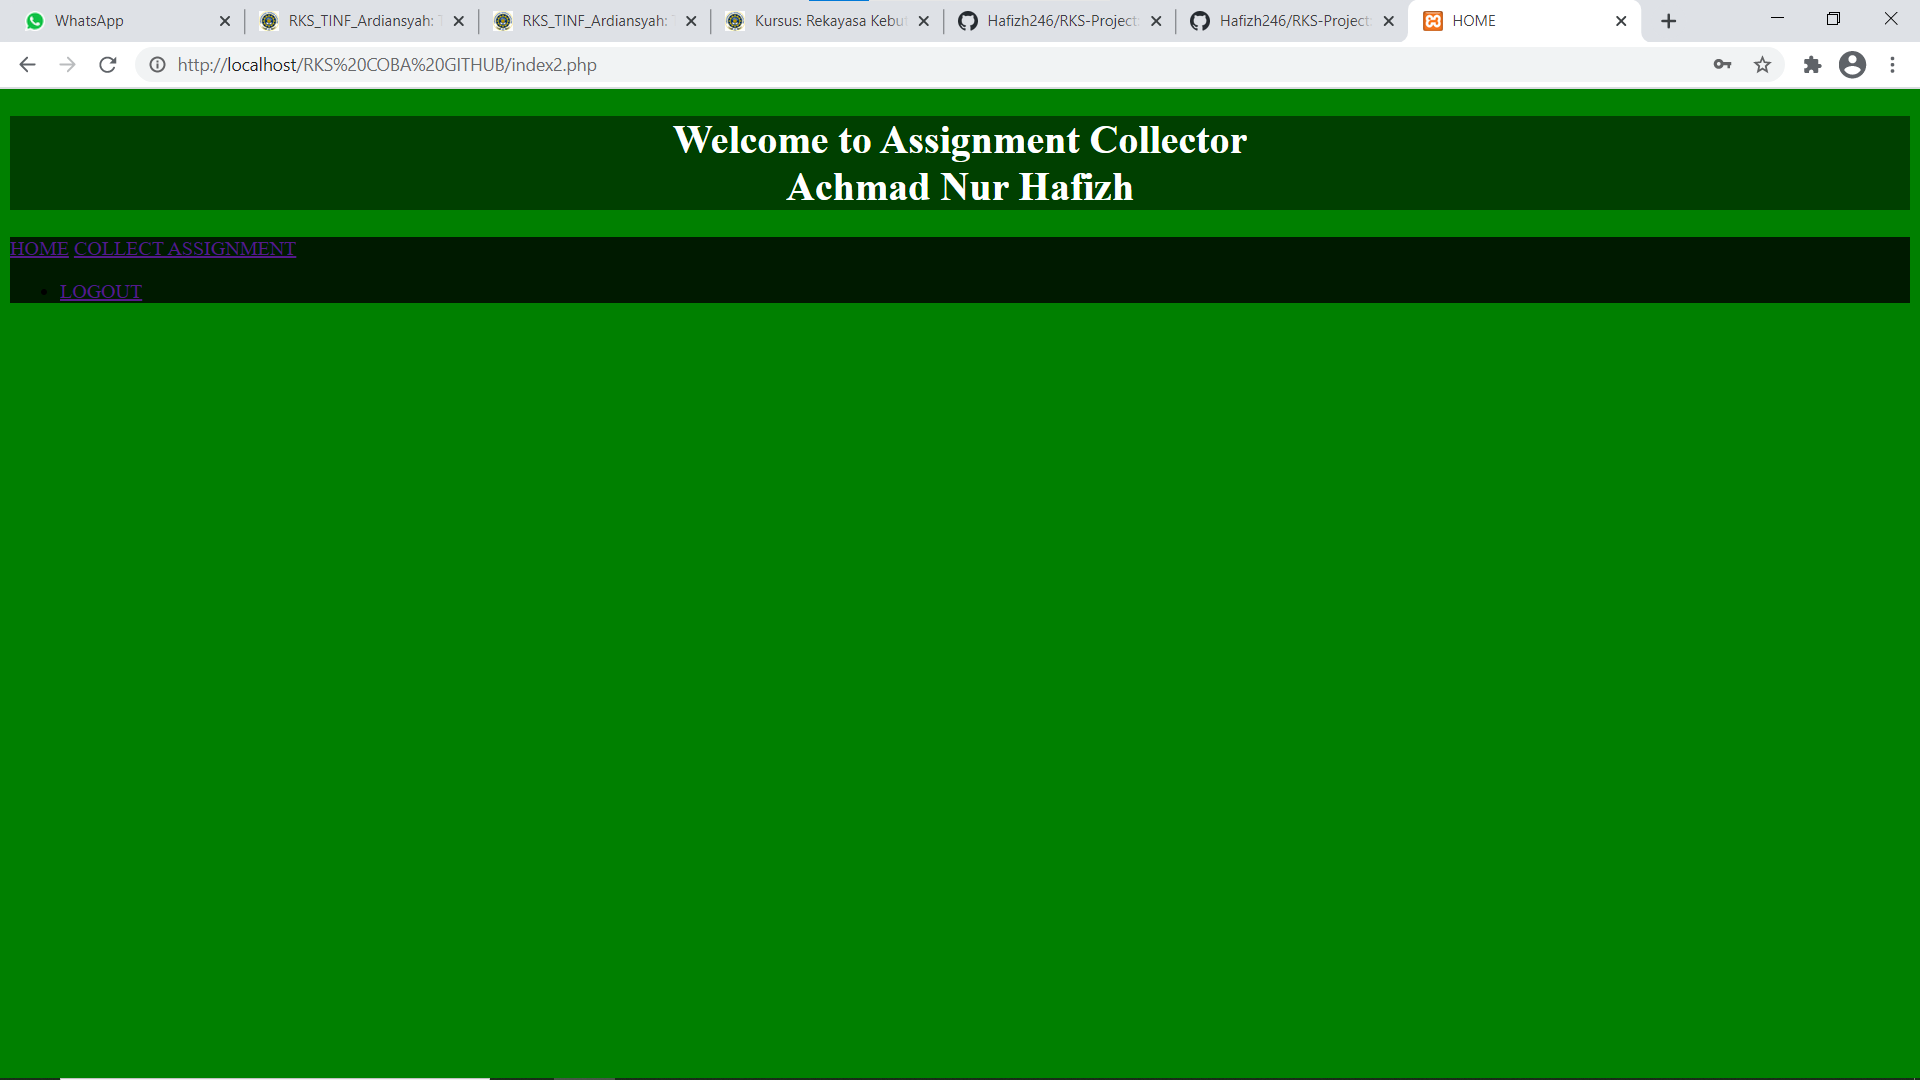 WhatsApp
RKS_TINF_Ardiansyah:
RKS_TINF_Ardiansyah:
Kursus: Rekayasa Kebu
Hafizh246/RKS-Project
Hafizh246/RKS-Project
HOME
http://localhost/RKS%20COBA%20GITHUB/index2.php
Welcome to Assignment Collector
Achmad Nur Hafizh
HOME COLLECT ASSIGNMENT
LOGOUT